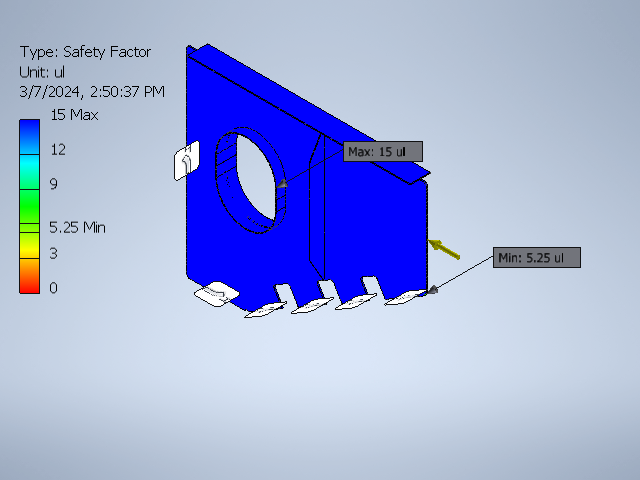 Type: Safety Factor
Unit: ul
3/7/2024, 2:50:37 PM
15 Max
12
9
5.25 Min
3
0
Max: 15 ul
Min: 5.25 ul